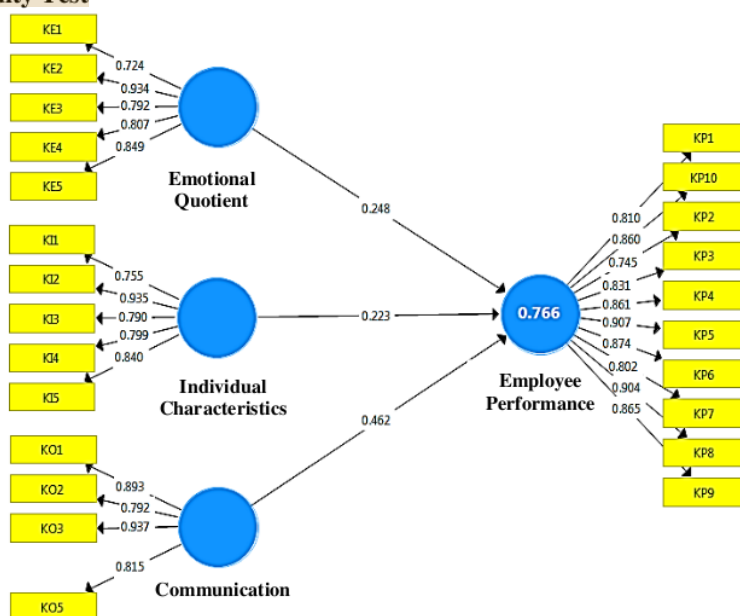 KE1
KE2
KE3
KE4
KE5
0.724
0.934
0.792
0.807
0.849
Emotional
Quotient
KI1
KI2
KI3
KI4
KI5
0.755
0.935
0.790
0.799
0.840
Individual
Characteristics
KO1
KO2
KO3
KO5
0.893
0.792
0.937
0.815
Communication
0.248
0.223
0.462
0.766
Employee
Performance
0.810
0.860
0.745
0.831
0.861
0.907
0.874
0.802
0.904
0.865
KP1
KP10
KP2
KP3
KP4
KP5
KP6
KP7
KP8
KP9